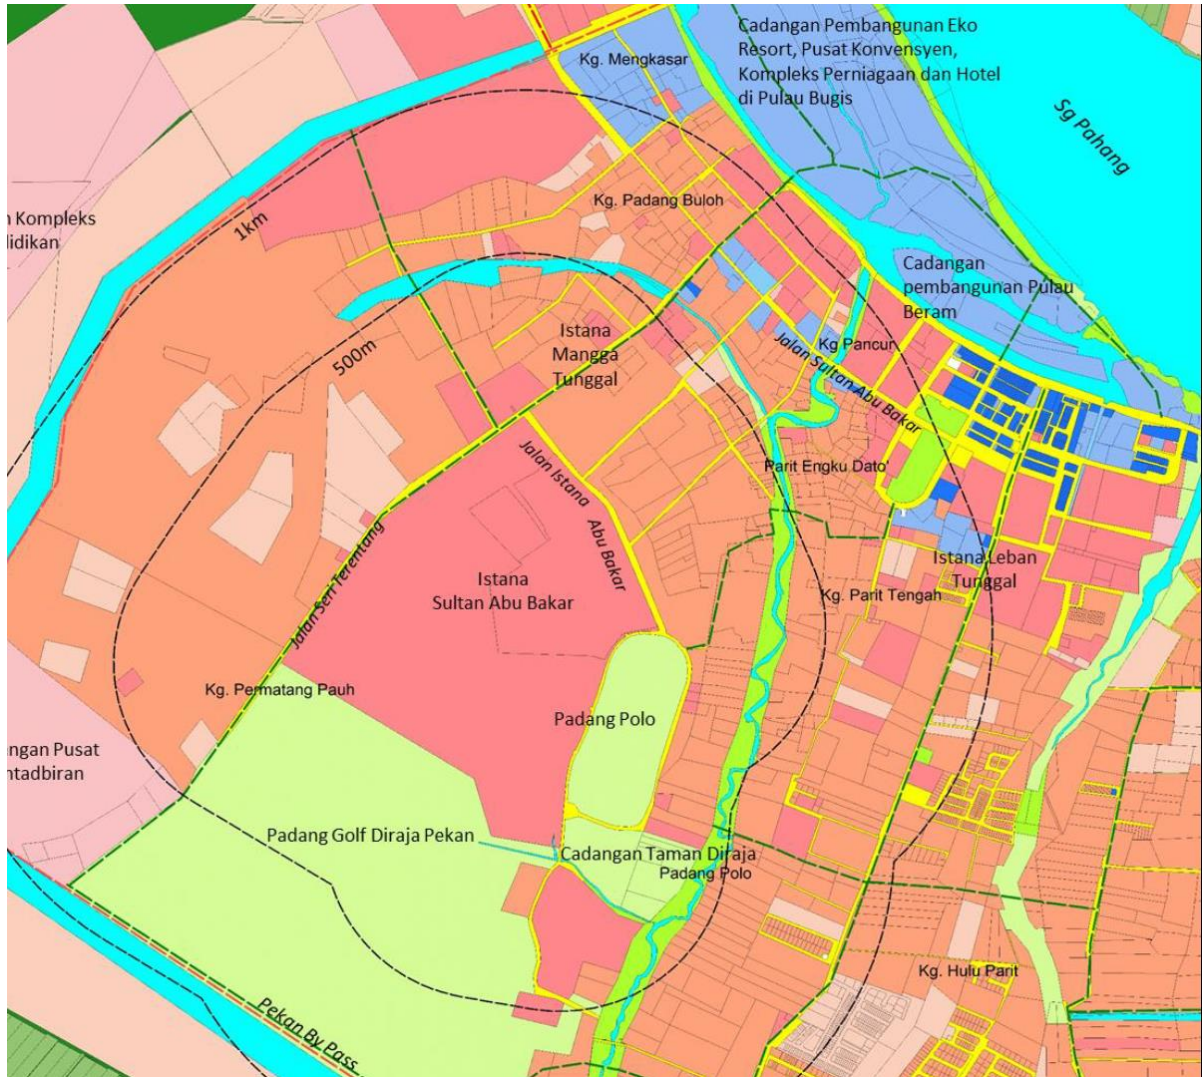 Cadangan Pembangunan Eko
Resort, Pusat Konvensyen,
Kompleks Perniagaan dan Hotel
di Pulau Bugis
Kg. Mengkasar
Sg Pahang
n Kompleks
lidikan
1km
Kg. Padang Buloh
Cadangan
pembangunan Pulau
Beram
500m
Istana
Mangga
Tunggal
Kg Pancur
Jalan Sultan Abu Bakar
Jalan Istana Abu Bakar
Parit Engku Dato'
Jalan Seri Terentang
Istana
Sultan Abu Bakar
Istana Leban
Tunggal
Kg. Parit Tengah
Kg. Permatang Pauh
Padang Polo
ngan Pusat
ntadbiran
Padang Golf Diraja Pekan
Cadangan Taman Diraja
Padang Polo
Kg. Hulu Parit
Pekan By Pass